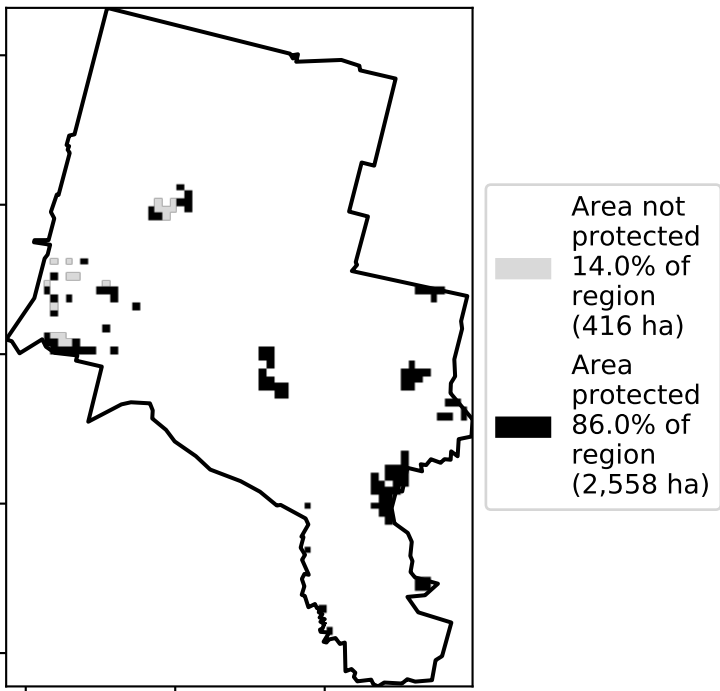 Area not
protected
14.0% of
region
(416 ha)
Area
protected
86.0% of
region
(2,558 ha)